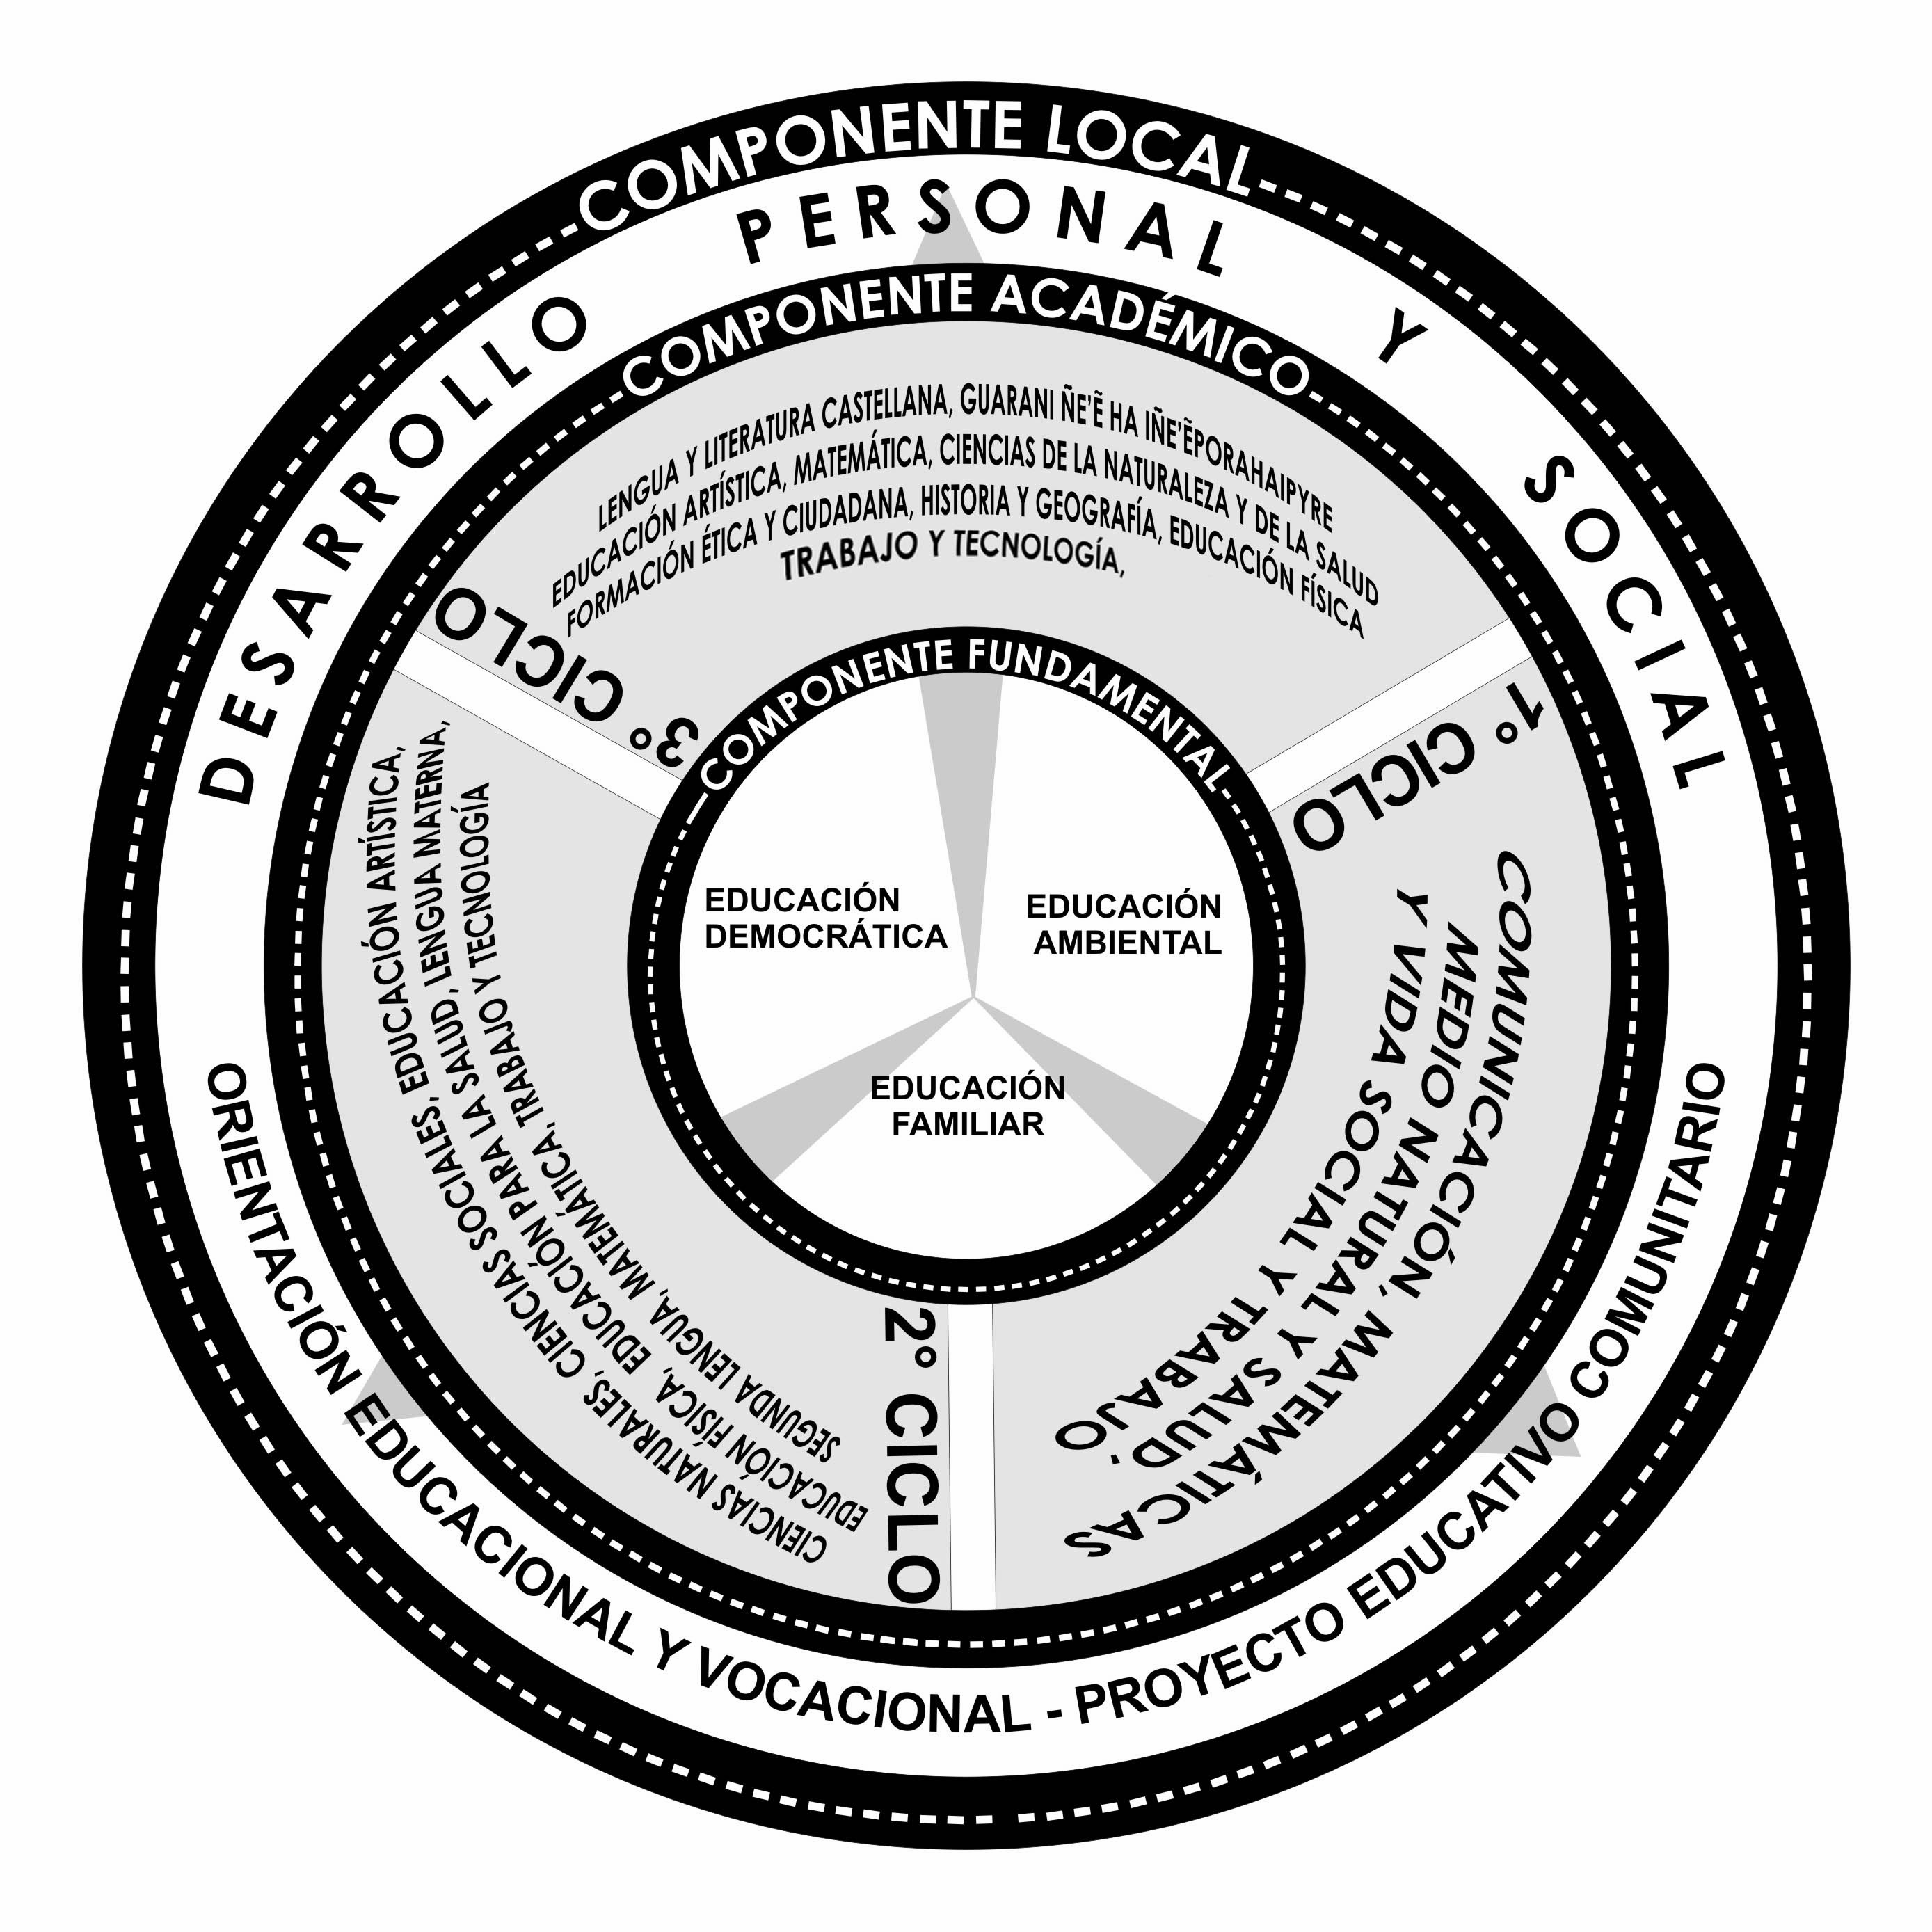 COMPONENTE LOCAL
DESARROLLO PERSONAL Y SOCIAL
COMPONENTE ACADÉMICO
LENGUA Y LITERATURA CASTELLANA, GUARANI ÑE'Ẽ HA IÑE'ẼPORAHAIPYRE
EDUCACIÓN ARTÍSTICA, MATEMÁTICA, CIENCIAS DE LA NATURALEZA Y DE LA SALUD
FORMACIÓN ÉTICA Y CIUDADANA, HISTORIA Y GEOGRAFÍA, EDUCACIÓN FÍSICA
TRABAJO Y TECNOLOGÍA,
3° CICLO
1° CICLO
COMUNICACIÓN, MATEMÁTICAS
MEDIO NATURAL Y SALUD,
Y VIDA SOCIAL Y TRABAJO
2° CICLO
CIENCIAS NATURALES, CIENCIAS SOCIALES, EDUCACIÓN ARTÍSTICA,
EDUCACIÓN FÍSICA, EDUCACIÓN PARA LA SALUD, LENGUA MATERNA,
SEGUNDA LENGUA, MATEMÁTICA, TRABAJO Y TECNOLOGÍA
COMPONENTE FUNDAMENTAL
EDUCACIÓN
DEMOCRÁTICA
EDUCACIÓN
AMBIENTAL
EDUCACIÓN
FAMILIAR
ORIENTACIÓN EDUCACIONAL Y VOCACIONAL - PROYECTO EDUCATIVO COMUNITARIO